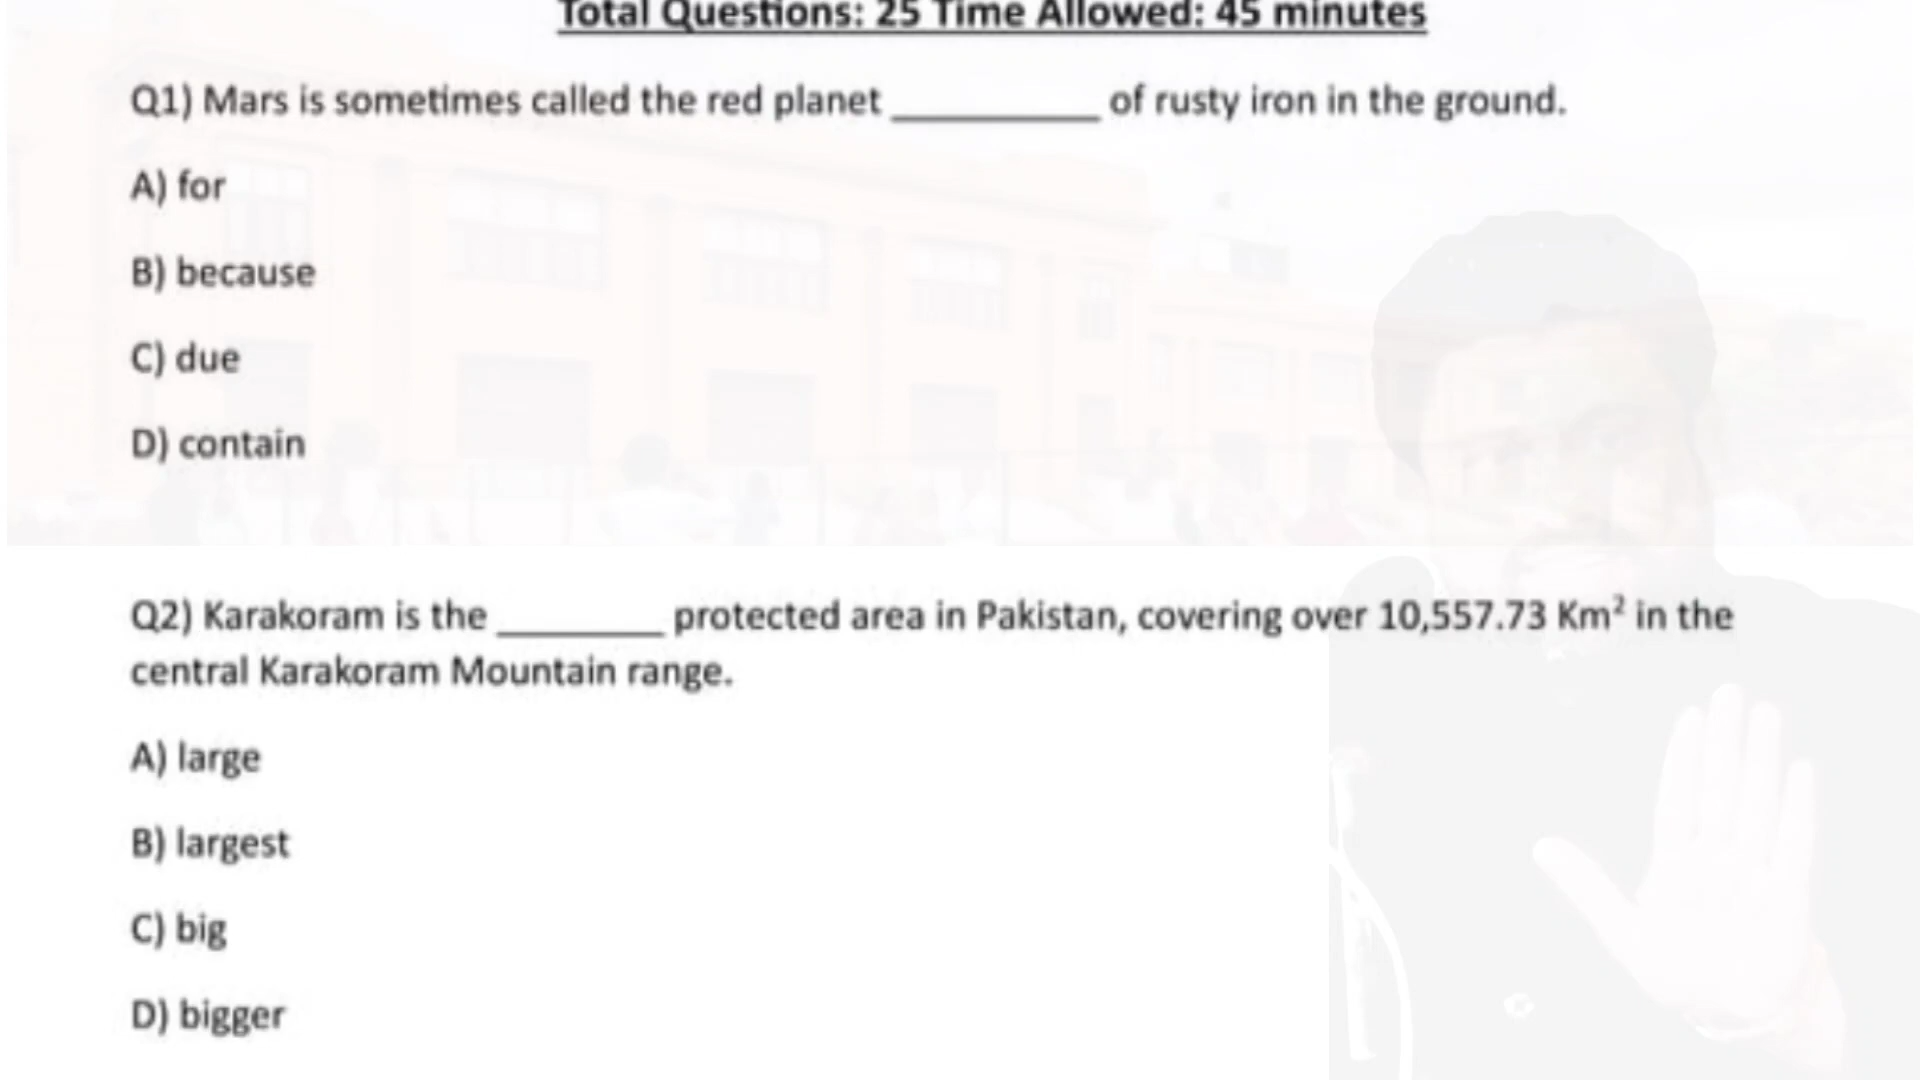 Total Questions: 25 Time Allowed: 45 minutes
Q1) Mars is sometimes called the red planet __________ of rusty iron in the ground.
A) for
B) because
C) due
D) contain
Q2) Karakoram is the ________ protected area in Pakistan, covering over 10,557.73 Km² in the
central Karakoram Mountain range.
A) large
B) largest
C) big
D) bigger